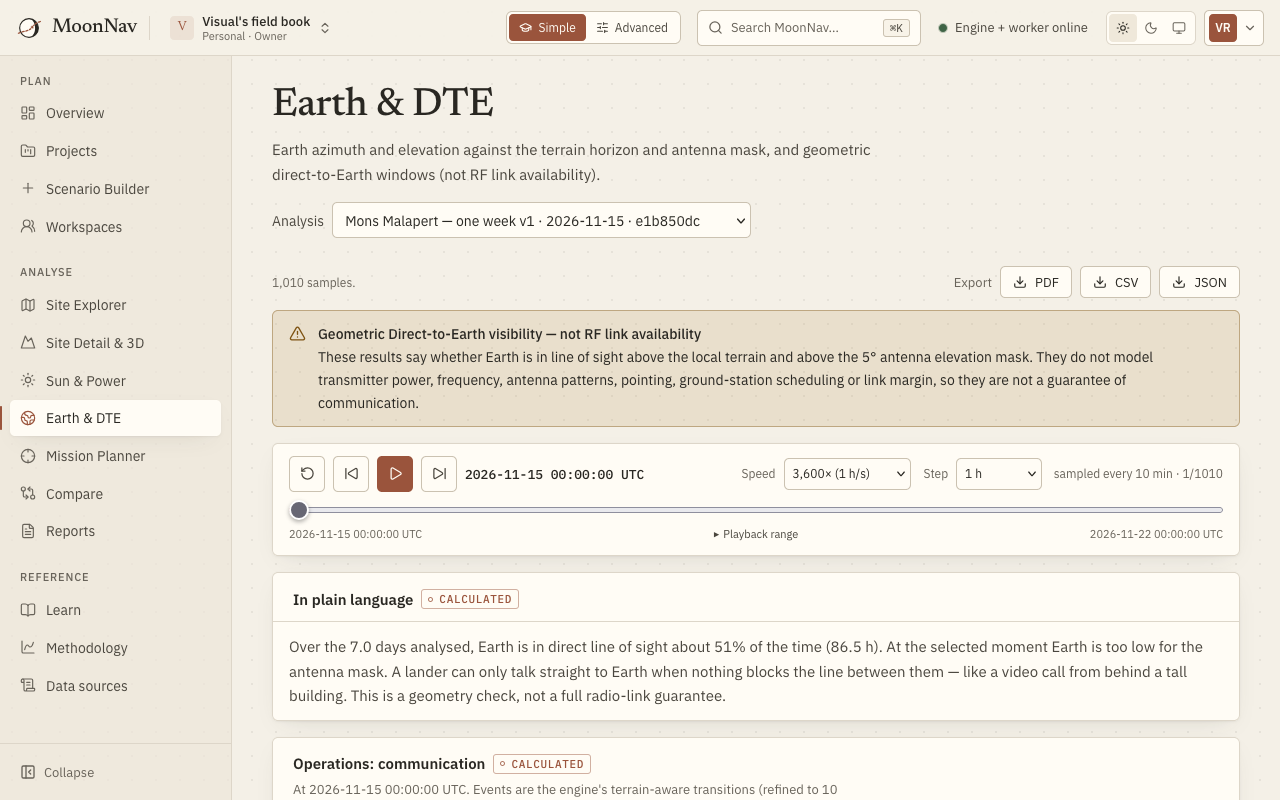 MoonNav
V
Visual's field book
Personal · Owner
Simple
Advanced
Search MoonNav...
⌘K
Engine + worker online
VR
PLAN
Overview
Projects
Scenario Builder
Workspaces
ANALYSE
Site Explorer
Site Detail & 3D
Sun & Power
Earth & DTE
Mission Planner
Compare
Reports
REFERENCE
Learn
Methodology
Data sources
Collapse
Earth & DTE
Earth azimuth and elevation against the terrain horizon and antenna mask, and geometric
direct-to-Earth windows (not RF link availability).
Analysis
Mons Malapert — one week v1 · 2026-11-15 · e1b850dc
1,010 samples.
Export
PDF
CSV
JSON
Geometric Direct-to-Earth visibility — not RF link availability
These results say whether Earth is in line of sight above the local terrain and above the 5° antenna elevation mask. They do not model
transmitter power, frequency, antenna patterns, pointing, ground-station scheduling or link margin, so they are not a guarantee of
communication.
2026-11-15 00:00:00 UTC
Speed
3,600× (1 h/s)
Step
1 h
sampled every 10 min · 1/1010
2026-11-15 00:00:00 UTC
▸ Playback range
2026-11-22 00:00:00 UTC
In plain language
CALCULATED
Over the 7.0 days analysed, Earth is in direct line of sight about 51% of the time (86.5 h). At the selected moment Earth is too low for the
antenna mask. A lander can only talk straight to Earth when nothing blocks the line between them — like a video call from behind a tall
building. This is a geometry check, not a full radio-link guarantee.
Operations: communication
CALCULATED
At 2026-11-15 00:00:00 UTC. Events are the engine's terrain-aware transitions (refined to 10